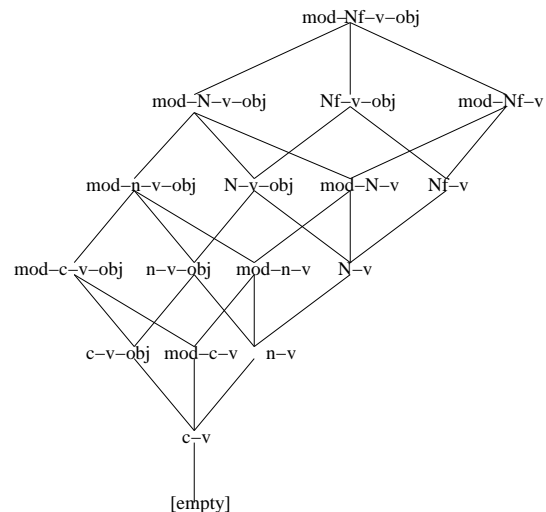 mod−Nf−v−obj
mod−N−v−obj Nf−v−obj mod−Nf−v
mod−n−v−obj N−v−obj mod−N−v Nf−v
mod−c−v−obj n−v−obj mod−n−v N−v
c−v−obj mod−c−v n−v
c−v
[empty]